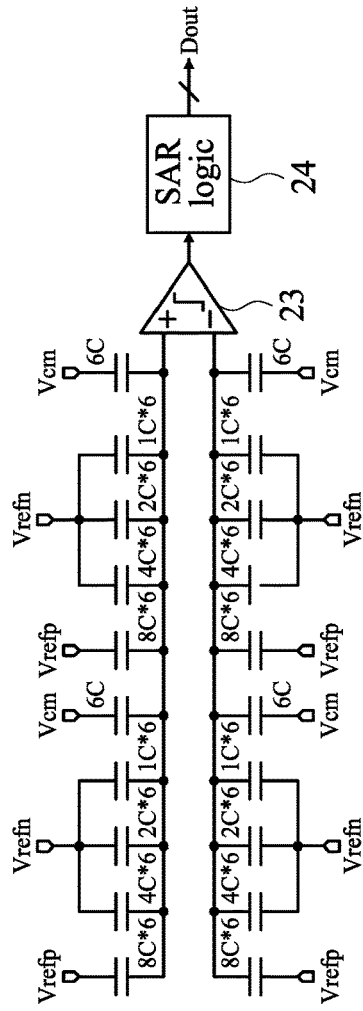 Vrefp Vrefn Vcm Vrefp Vrefn Vcm
6C 6C
8C*6 4C*6 2C*6 1C*6 8C*6 4C*6 2C*6 1C*6
+
SAR logic
Dout
−
8C*6 4C*6 2C*6 1C*6 8C*6 4C*6 2C*6 1C*6
6C 6C
23
24
Vrefp Vrefn Vcm Vrefp Vrefn Vcm